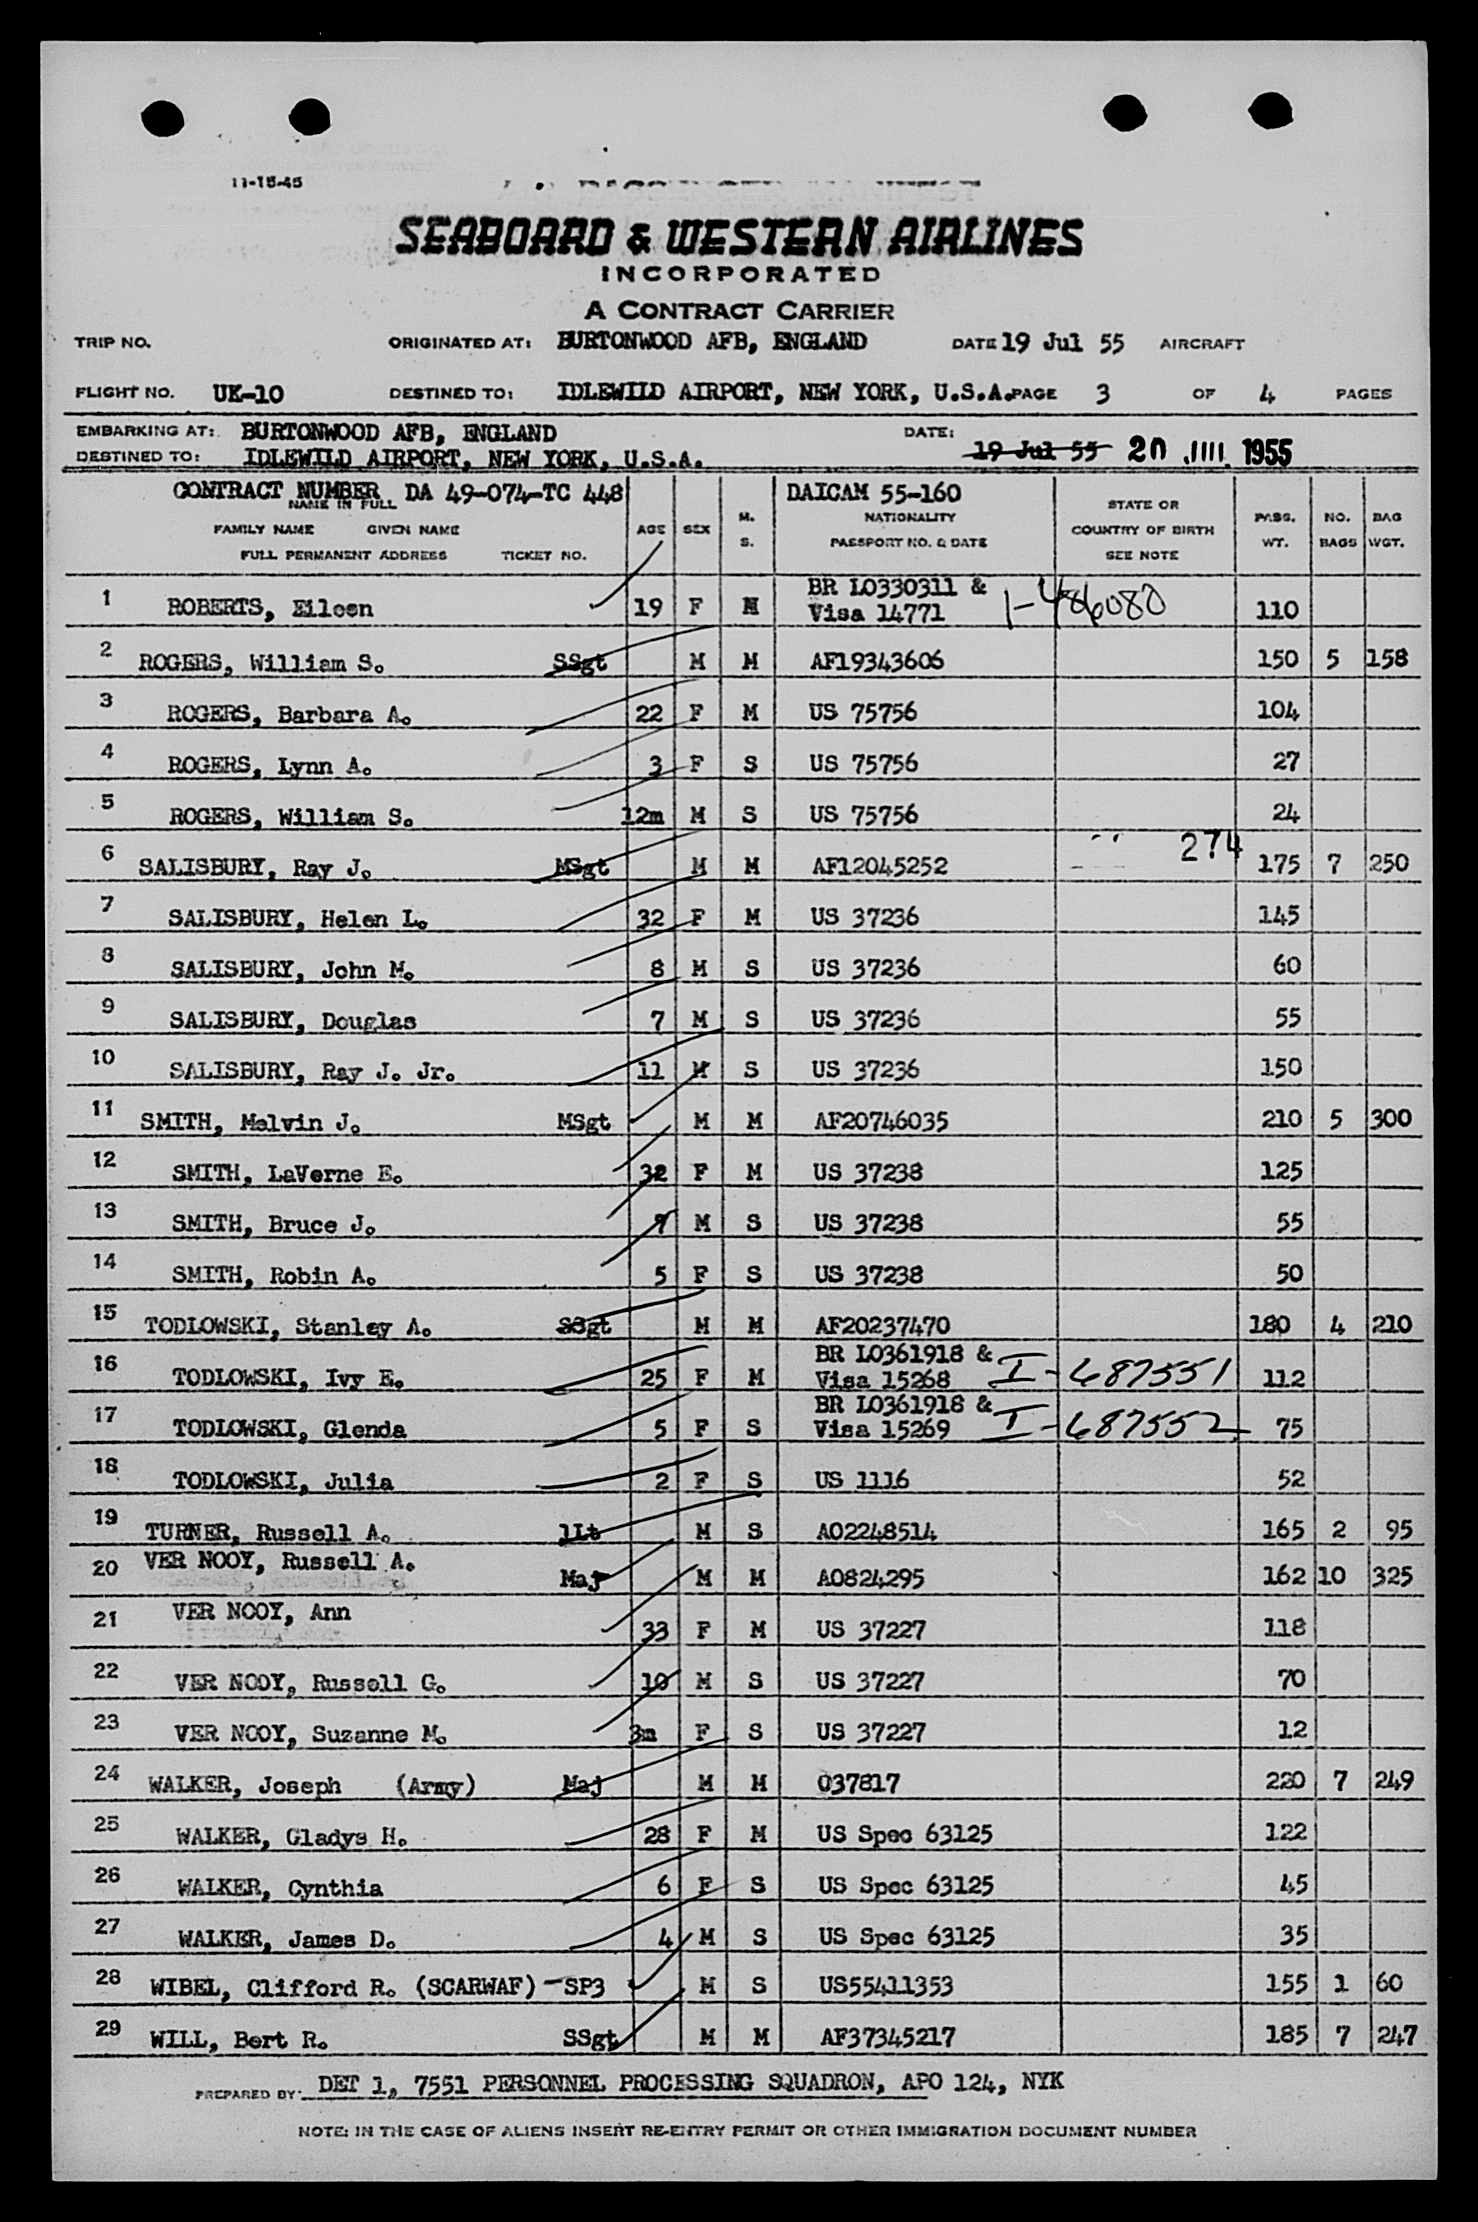 11-15-45
SEABOARD & WESTERN AIRLINES
INCORPORATED
A CONTRACT CARRIER
TRIP NO. ORIGINATED AT: BURTONWOOD AFB, ENGLAND DATE 19 Jul 55 AIRCRAFT
FLIGHT NO. UK-10 DESTINED TO: IDLEWILD AIRPORT, NEW YORK, U.S.A. PAGE 3 OF 4 PAGES
EMBARKING AT: BURTONWOOD AFB, ENGLAND DATE:
DESTINED TO: IDLEWILD AIRPORT, NEW YORK, U.S.A. 19 Jul 55 20 JUL 1955
CONTRACT NUMBER DA 49-074-TC 448 DAICAM 55-160
NAME IN FULL
FAMILY NAME GIVEN NAME
FULL PERMANENT ADDRESS TICKET NO. AGE SEX M. S. NATIONALITY PASSPORT NO. & DATE STATE OR COUNTRY OF BIRTH SEE NOTE PASS. WT. NO. BAGS BAG WGT.
1 ROBERTS, Eileen 19 F M BR LO330311 & Visa 14771 I-486080 110
2 ROGERS, William S. SSgt M M AF19343606 150 5 158
3 ROGERS, Barbara A. 22 F M US 75756 104
4 ROGERS, Lynn A. 3 F S US 75756 27
5 ROGERS, William S. 12m M S US 75756 24
6 SALISBURY, Ray J. MSgt M M AF12045252 274 175 7 250
7 SALISBURY, Helen L. 32 F M US 37236 145
8 SALISBURY, John M. 8 M S US 37236 60
9 SALISBURY, Douglas 7 M S US 37236 55
10 SALISBURY, Ray J. Jr. 11 M S US 37236 150
11 SMITH, Melvin J. MSgt M M AF20746035 210 5 300
12 SMITH, LaVerne E. 32 F M US 37238 125
13 SMITH, Bruce J. 7 M S US 37238 55
14 SMITH, Robin A. 5 F S US 37238 50
15 TODLOWSKI, Stanley A. SSgt M M AF20237470 180 4 210
16 TODLOWSKI, Ivy E. 25 F M BR LO361918 & Visa 15268 I-687551 112
17 TODLOWSKI, Glenda 5 F S BR LO361918 & Visa 15269 I-687552 75
18 TODLOWSKI, Julia 2 F S US 1116 52
19 TURNER, Russell A. 1Lt M S AO2248514 165 2 95
20 VER NOOY, Russell A. Maj M M AO824295 162 10 325
21 VER NOOY, Ann 33 F M US 37227 118
22 VER NOOY, Russell G. 10 M S US 37227 70
23 VER NOOY, Suzanne M. 3m F S US 37227 12
24 WALKER, Joseph (Army) Maj M M O37817 220 7 249
25 WALKER, Gladys H. 28 F M US Spec 63125 122
26 WALKER, Cynthia 6 F S US Spec 63125 45
27 WALKER, James D. 4 M S US Spec 63125 35
28 WIBEL, Clifford R. (SCARWAF) -SP3 M S US55411353 155 1 60
29 WILL, Bert R. SSgt M M AF37345217 185 7 247
PREPARED BY: DET 1, 7551 PERSONNEL PROCESSING SQUADRON, APO 124, NYK
NOTE: IN THE CASE OF ALIENS INSERT RE-ENTRY PERMIT OR OTHER IMMIGRATION DOCUMENT NUMBER